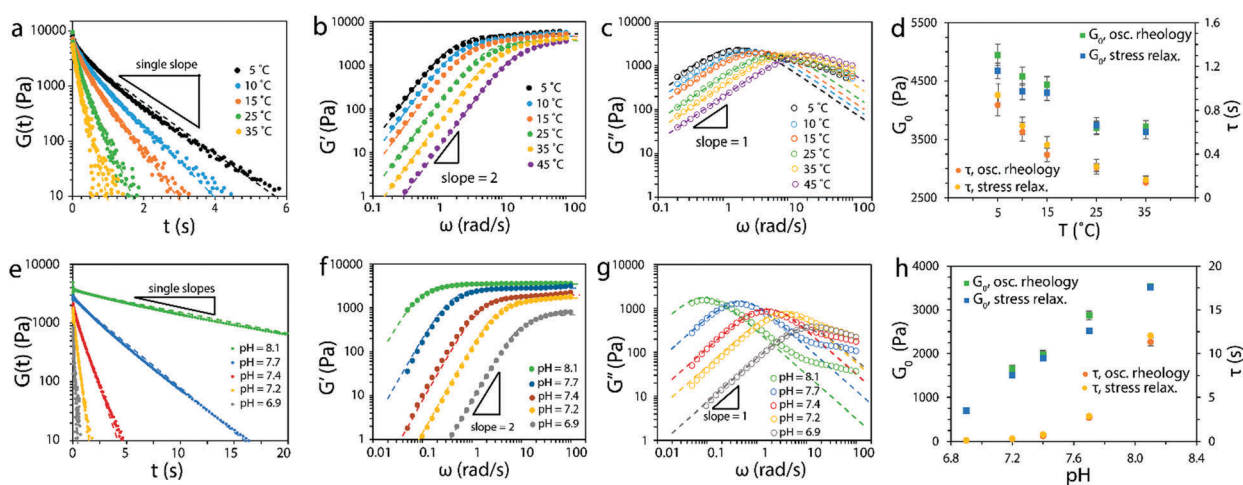 a
10000
1000
100
10
G(t) (Pa)
single slope
5 ˚C
10 ˚C
15 ˚C
25 ˚C
35 ˚C
0 2 4 6
t (s)
b
10000
1000
100
10
1
G′ (Pa)
5 ˚C
10 ˚C
15 ˚C
25 ˚C
35 ˚C
45 ˚C
slope = 2
0.1 1 10 100
ω (rad/s)
c
10000
1000
100
10
1
G″ (Pa)
5 ˚C
10 ˚C
15 ˚C
25 ˚C
35 ˚C
45 ˚C
slope = 1
0.1 1 10 100
ω (rad/s)
d
5500
4500
3500
2500
G0 (Pa)
G0, osc. rheology
G0, stress relax.
τ, osc. rheology
τ, stress relax.
1.6
1.2
0.8
0.4
0
τ (s)
5 15 25 35
T (˚C)
e
10000
1000
100
10
G(t) (Pa)
single slopes
pH = 8.1
pH = 7.7
pH = 7.4
pH = 7.2
pH = 6.9
0 5 10 15 20
t (s)
f
10000
1000
100
10
1
G′ (Pa)
pH = 8.1
pH = 7.7
pH = 7.4
pH = 7.2
pH = 6.9
slope = 2
0.01 0.1 1 10 100
ω (rad/s)
g
10000
1000
100
10
1
G″ (Pa)
pH = 8.1
pH = 7.7
pH = 7.4
pH = 7.2
pH = 6.9
slope = 1
0.01 0.1 1 10 100
ω (rad/s)
h
4000
3000
2000
1000
0
G0 (Pa)
G0, osc. rheology
G0, stress relax.
τ, osc. rheology
τ, stress relax.
20
15
10
5
0
τ (s)
6.8 7.2 7.6 8.0 8.4
pH